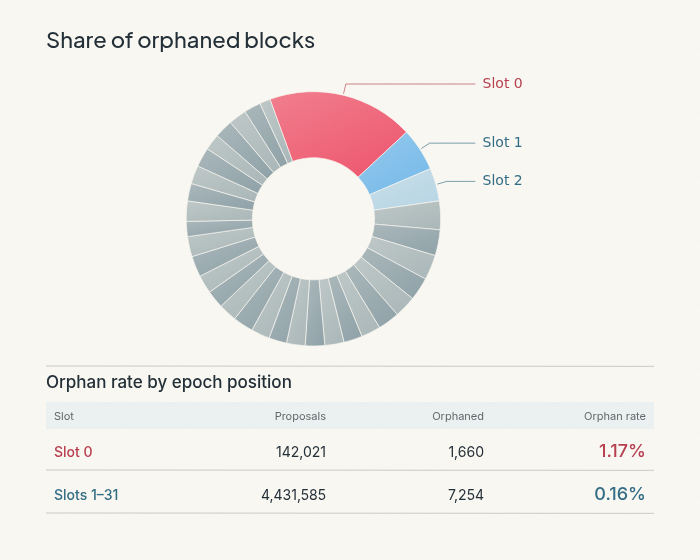 Share of orphaned blocks
Slot 0
Slot 1
Slot 2
Orphan rate by epoch position
Slot Proposals Orphaned Orphan rate
Slot 0 142,021 1,660 1.17%
Slots 1–31 4,431,585 7,254 0.16%